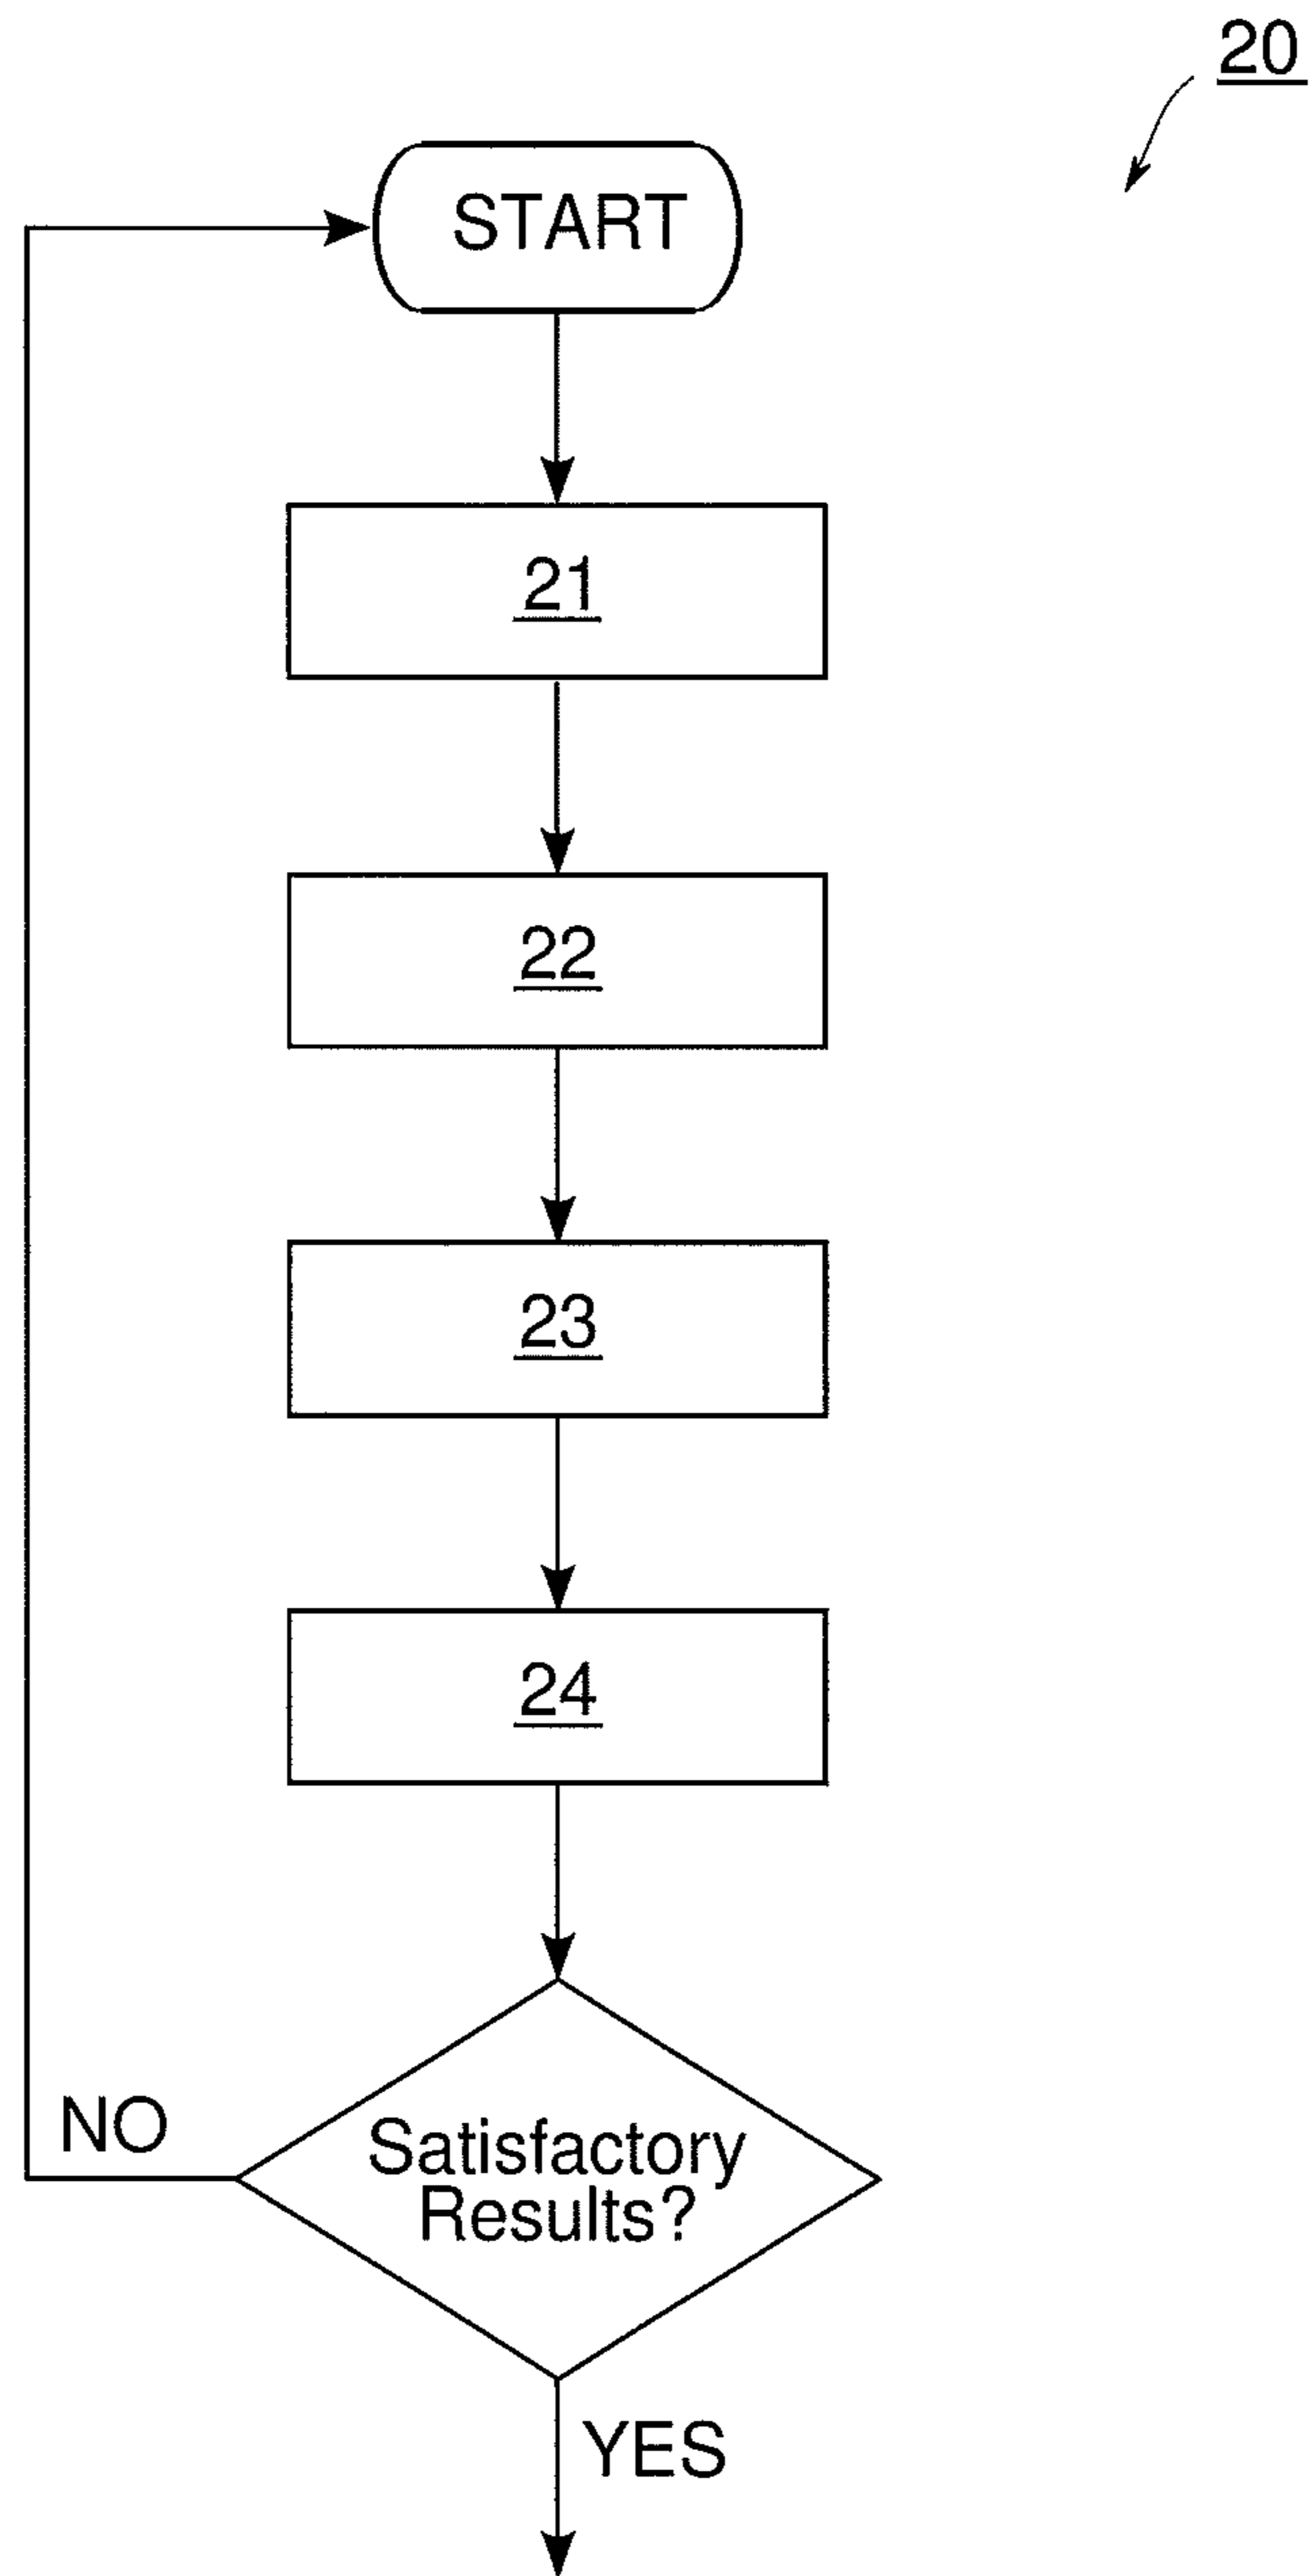 20
START
21
22
23
24
Satisfactory
Results?
NO
YES